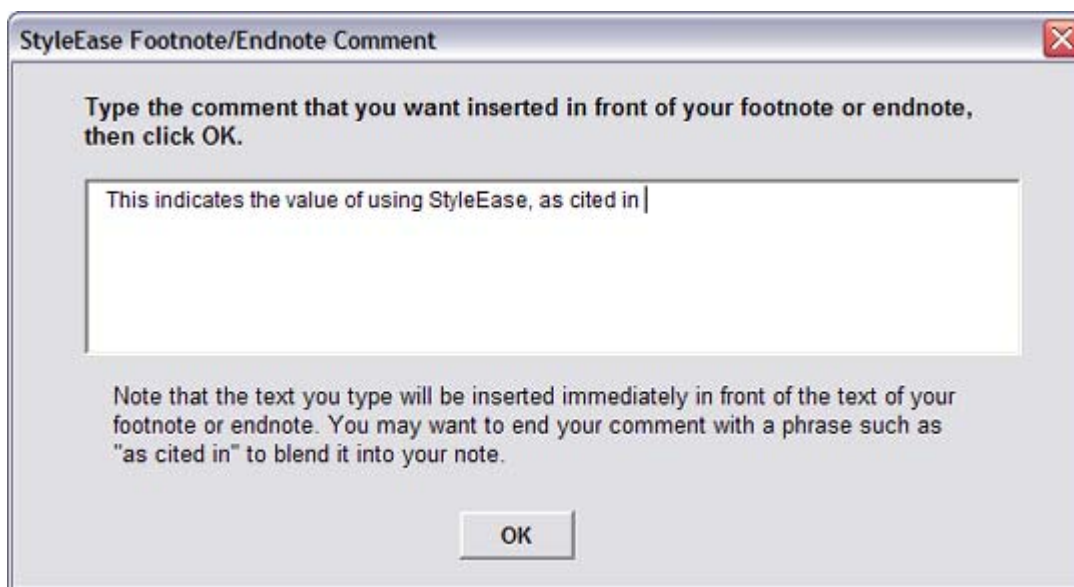 StyleEase Footnote/Endnote Comment
Type the comment that you want inserted in front of your footnote or endnote,
then click OK.
This indicates the value of using StyleEase, as cited in
Note that the text you type will be inserted immediately in front of the text of your
footnote or endnote. You may want to end your comment with a phrase such as
"as cited in" to blend it into your note.
OK